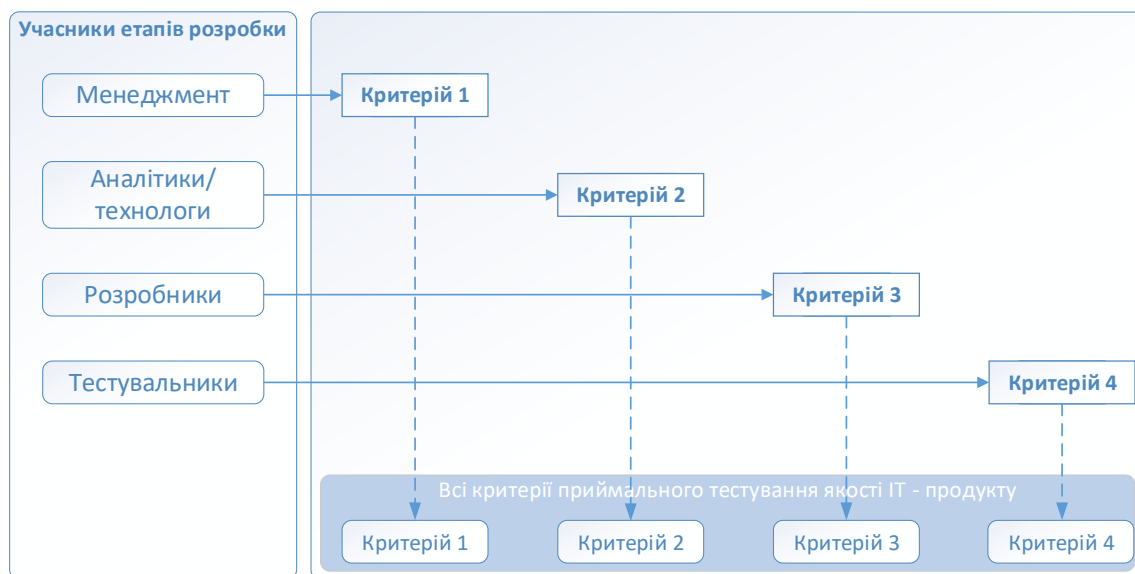 Учасники етапів розробки
Менеджмент
Критерій 1
Аналітики/
технологи
Критерій 2
Розробники
Критерій 3
Тестувальники
Критерій 4
Всі критерії приймального тестування якості ІТ - продукту
Критерій 1
Критерій 2
Критерій 3
Критерій 4